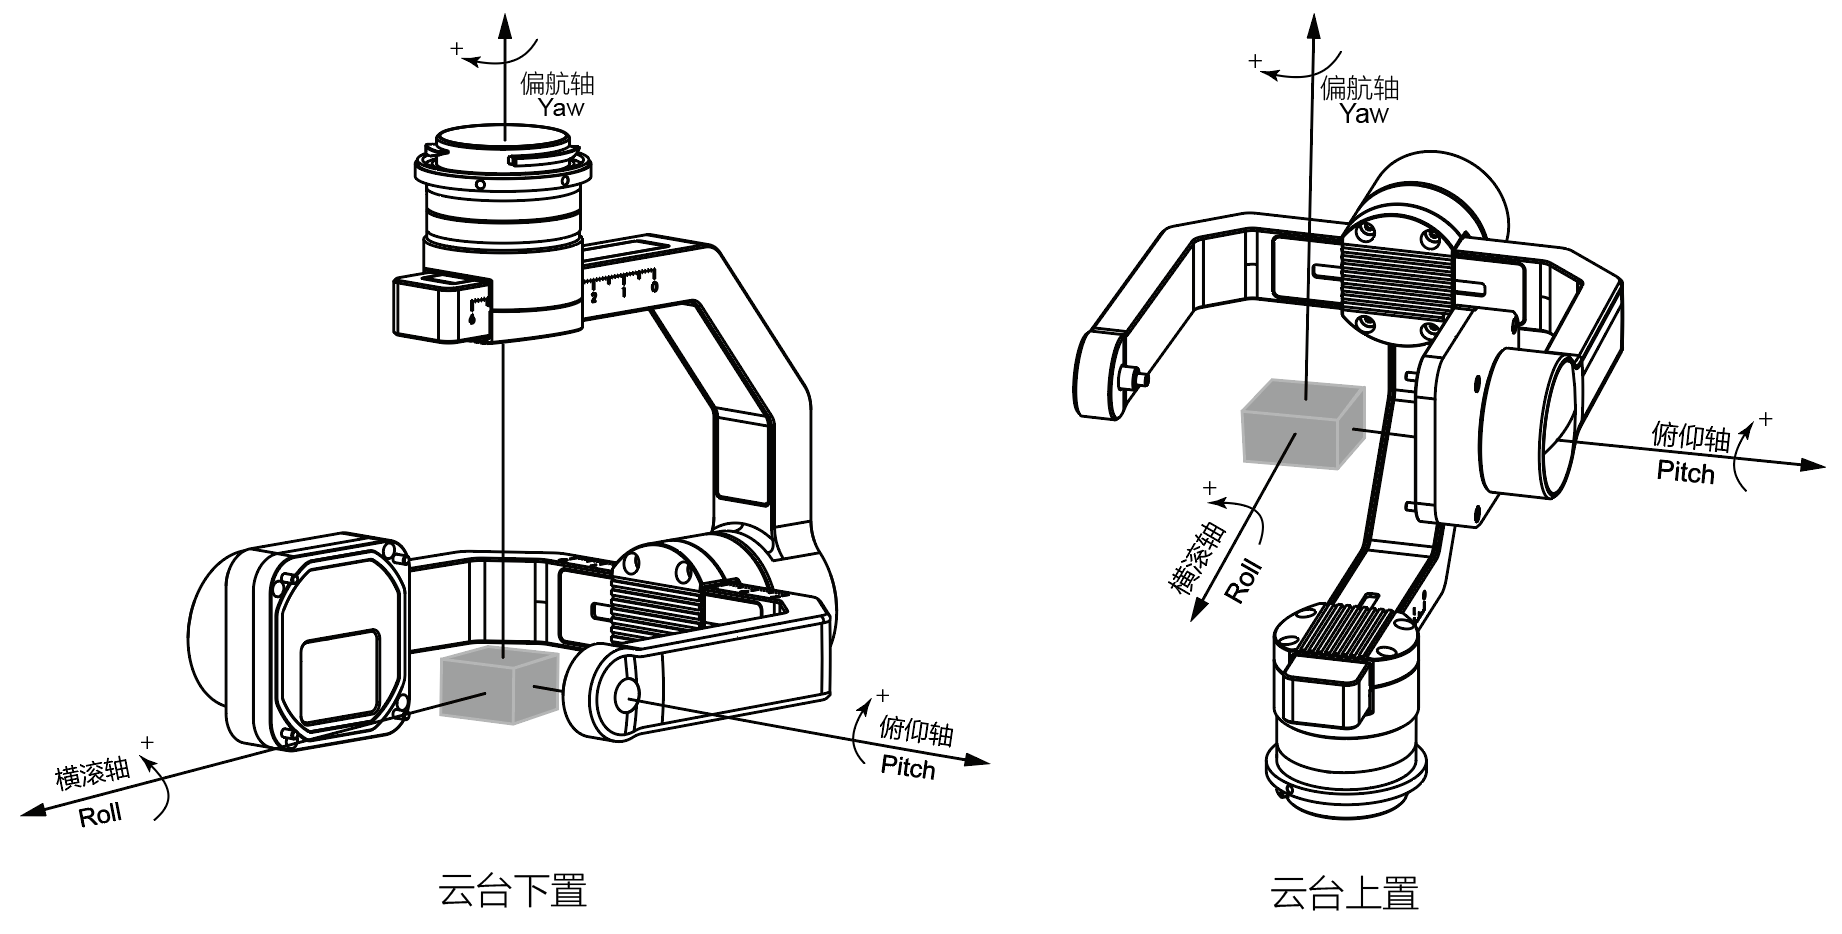 +
偏航轴
Yaw
2 1 0
+
俯仰轴
Pitch
+
横滚轴
Roll
云台下置
+
偏航轴
Yaw
+
俯仰轴
Pitch
+
横滚轴
Roll
云台上置